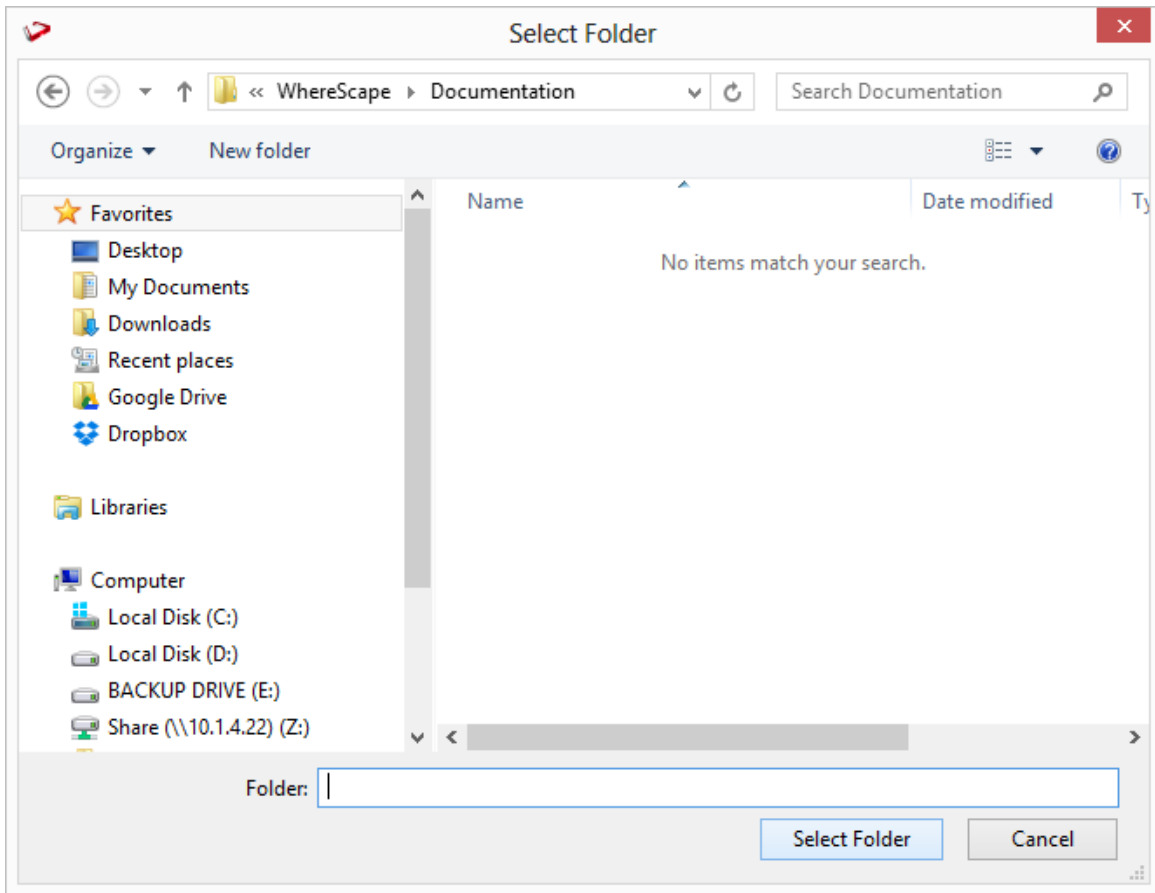 Select Folder
« WhereScape Documentation
Search Documentation
Organize
New folder
Name
Date modified
Ty
No items match your search.
Favorites
Desktop
My Documents
Downloads
Recent places
Google Drive
Dropbox
Libraries
Computer
Local Disk (C:)
Local Disk (D:)
BACKUP DRIVE (E:)
Share (\\10.1.4.22) (Z:)
Folder:
Select Folder
Cancel